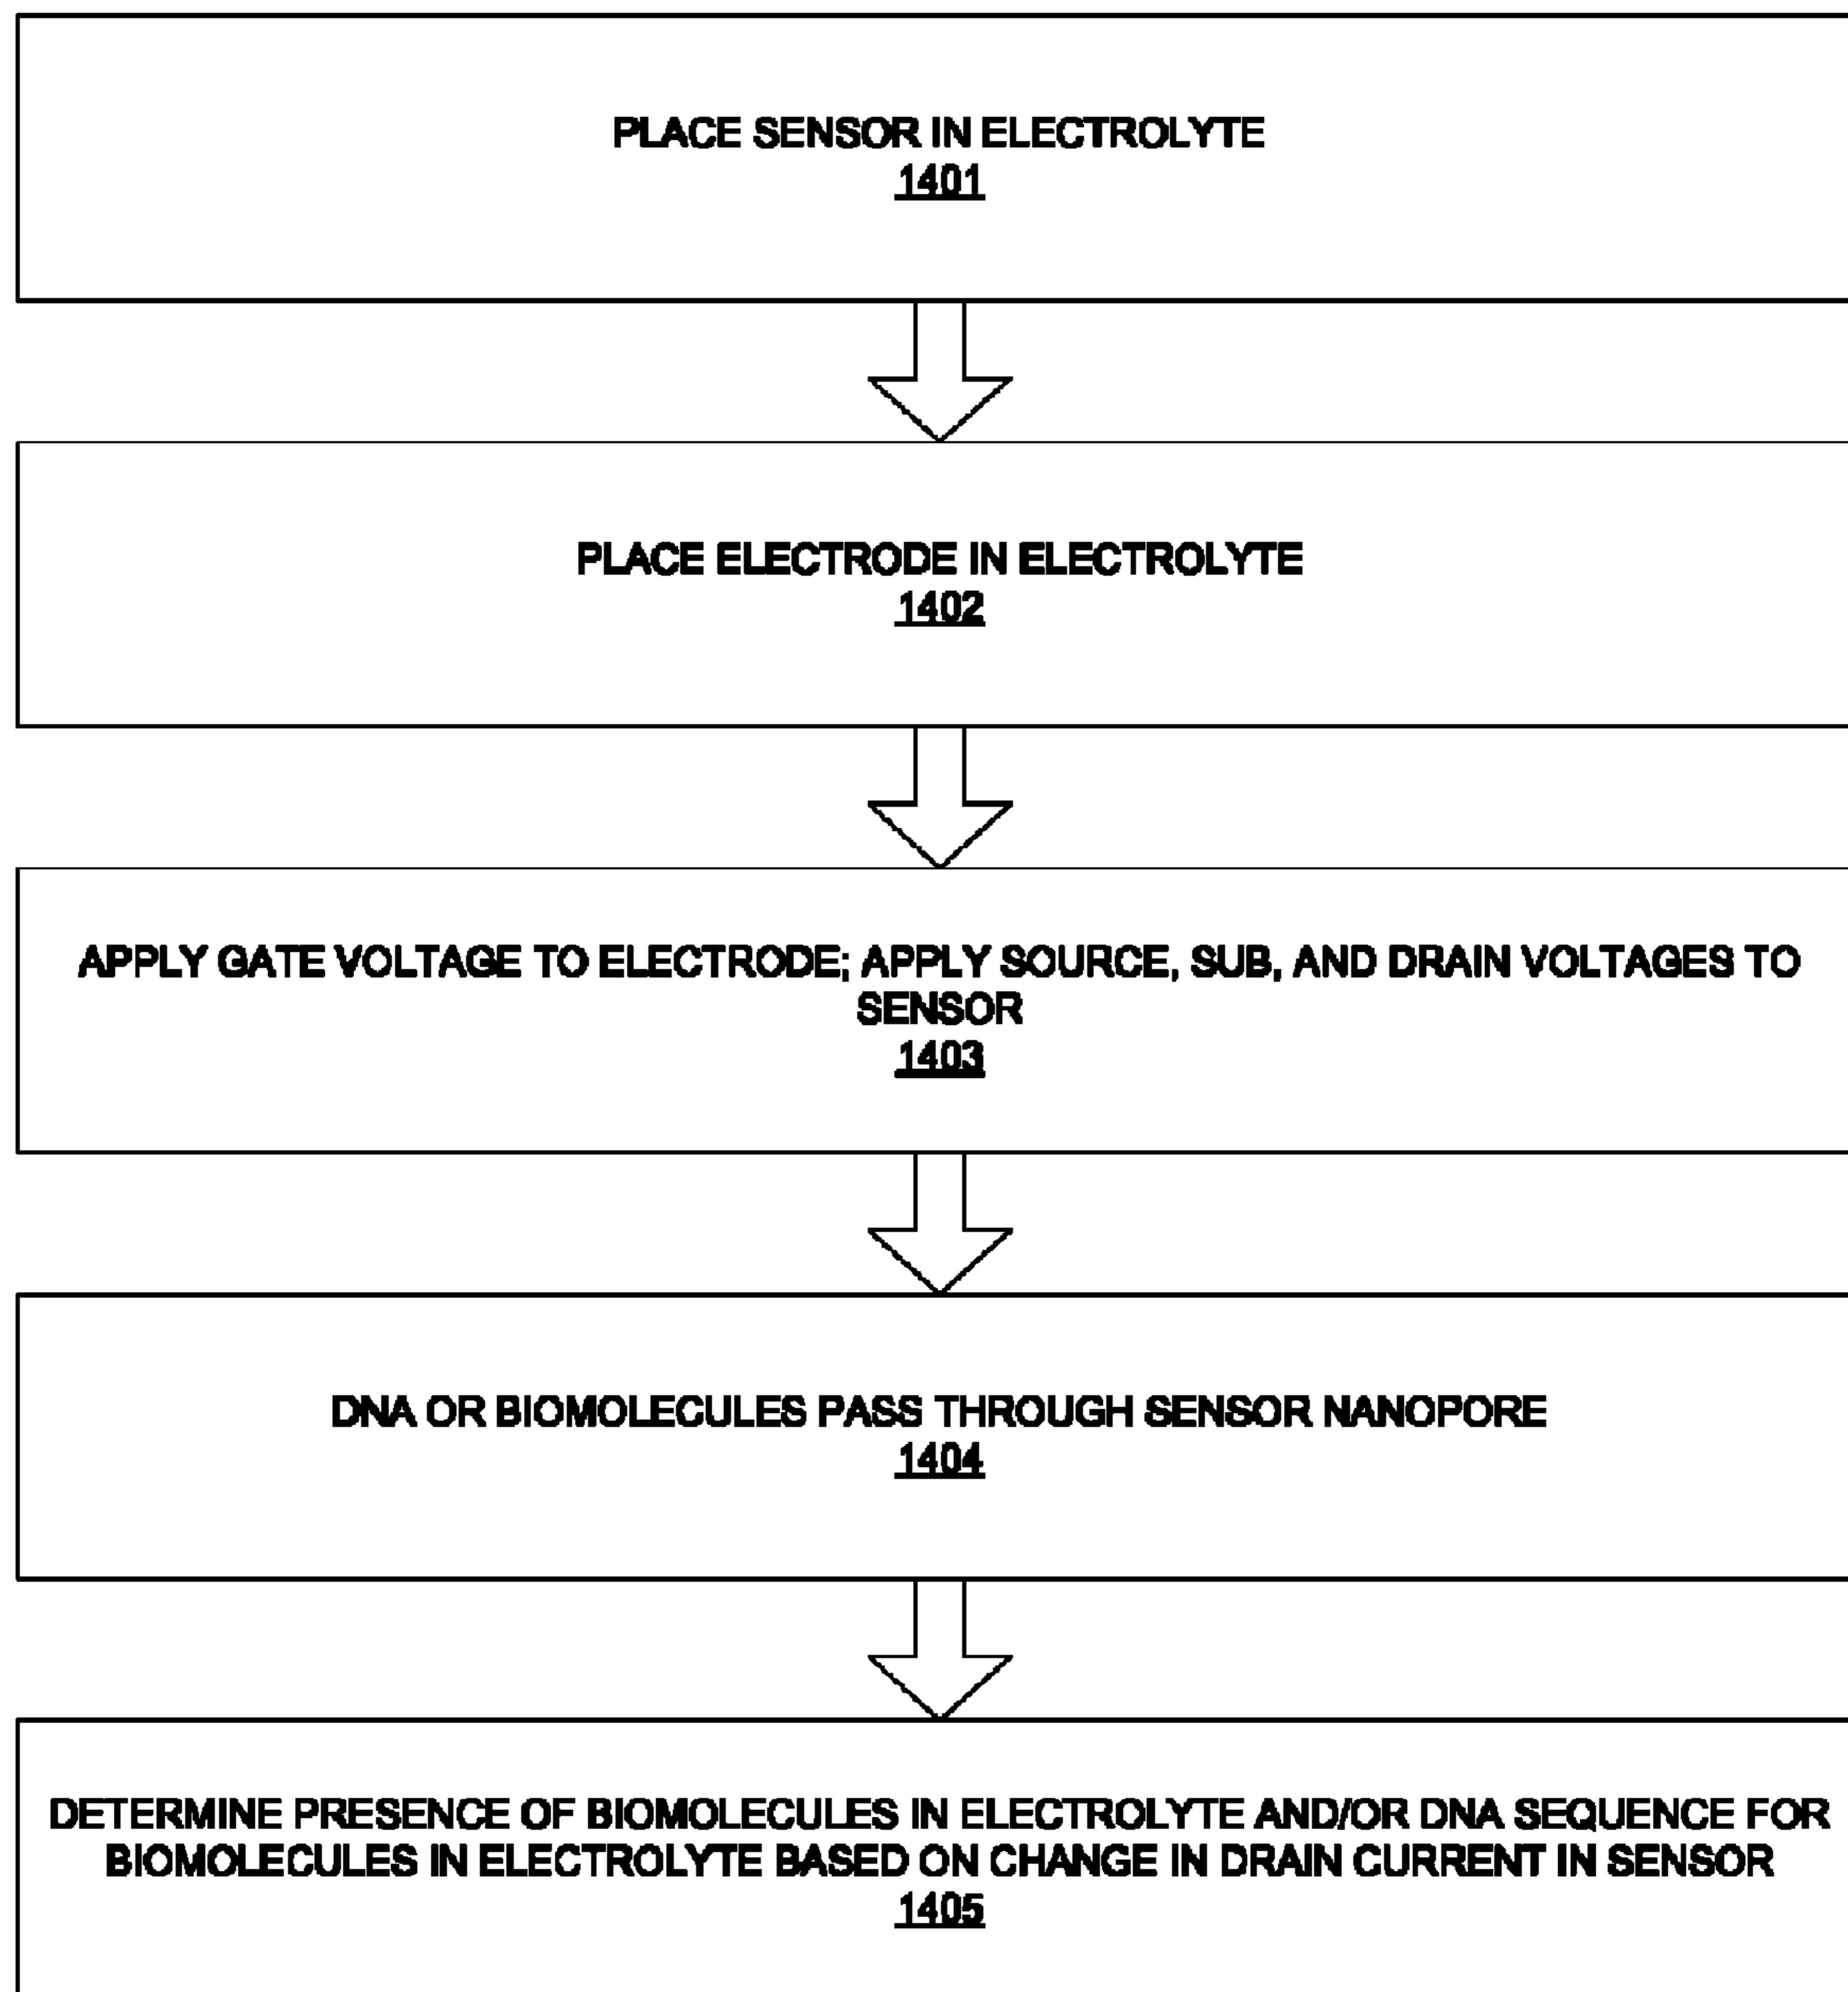 PLACE SENSOR IN ELECTROLYTE
1401
PLACE ELECTRODE IN ELECTROLYTE
1402
APPLY GATE VOLTAGE TO ELECTRODE; APPLY SOURCE, SUB, AND DRAIN VOLTAGES TO
SENSOR
1403
DNA OR BIOMOLECULES PASS THROUGH SENSOR NANOPORE
1404
DETERMINE PRESENCE OF BIOMOLECULES IN ELECTROLYTE AND/OR DNA SEQUENCE FOR
BIOMOLECULES IN ELECTROLYTE BASED ON CHANGE IN DRAIN CURRENT IN SENSOR
1405